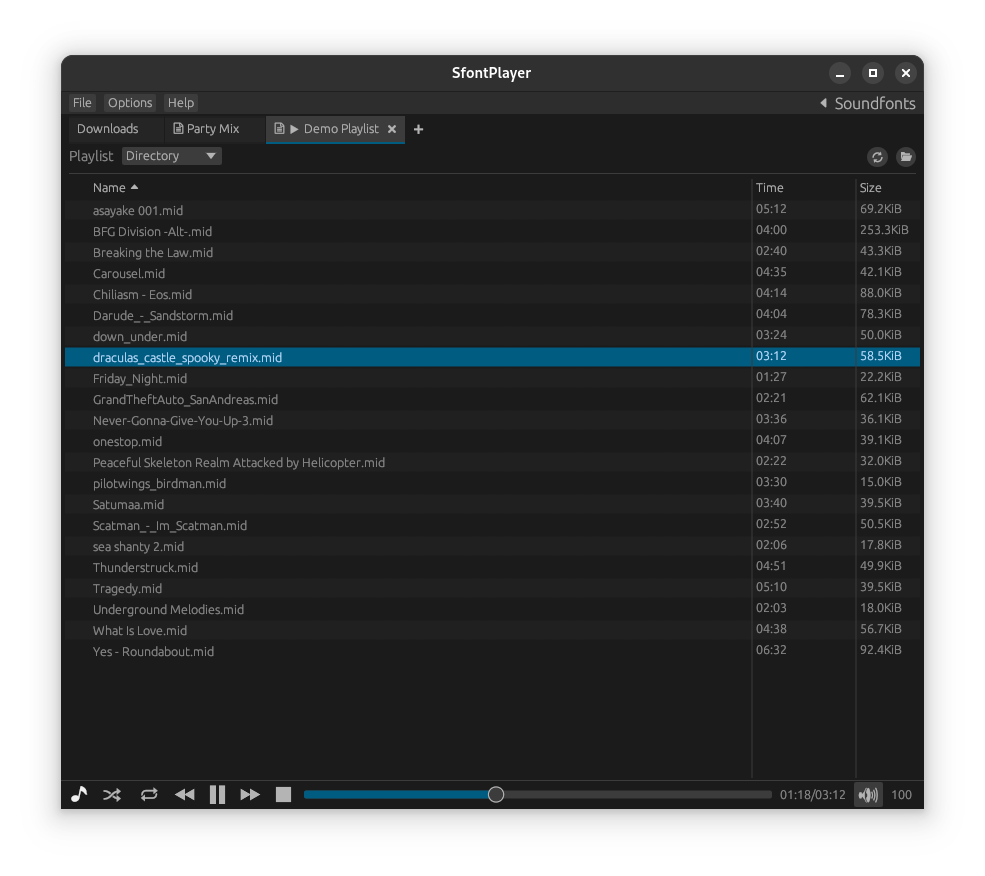 SfontPlayer
File Options Help Soundfonts
Downloads Party Mix Demo Playlist
Playlist Directory
Name Time Size
asayake 001.mid 05:12 69.2KiB
BFG Division -Alt-.mid 04:00 253.3KiB
Breaking the Law.mid 02:40 43.3KiB
Carousel.mid 04:35 42.1KiB
Chiliasm - Eos.mid 04:14 88.0KiB
Darude_-_Sandstorm.mid 04:04 78.3KiB
down_under.mid 03:24 50.0KiB
draculas_castle_spooky_remix.mid 03:12 58.5KiB
Friday_Night.mid 01:27 22.2KiB
GrandTheftAuto_SanAndreas.mid 02:21 62.1KiB
Never-Gonna-Give-You-Up-3.mid 03:36 36.1KiB
onestop.mid 04:07 39.1KiB
Peaceful Skeleton Realm Attacked by Helicopter.mid 02:22 32.0KiB
pilotwings_birdman.mid 03:30 15.0KiB
Satumaa.mid 03:40 39.5KiB
Scatman_-_Im_Scatman.mid 02:52 50.5KiB
sea shanty 2.mid 02:06 17.8KiB
Thunderstruck.mid 04:51 49.9KiB
Tragedy.mid 05:10 39.5KiB
Underground Melodies.mid 02:03 18.0KiB
What Is Love.mid 04:38 56.7KiB
Yes - Roundabout.mid 06:32 92.4KiB
01:18/03:12 100